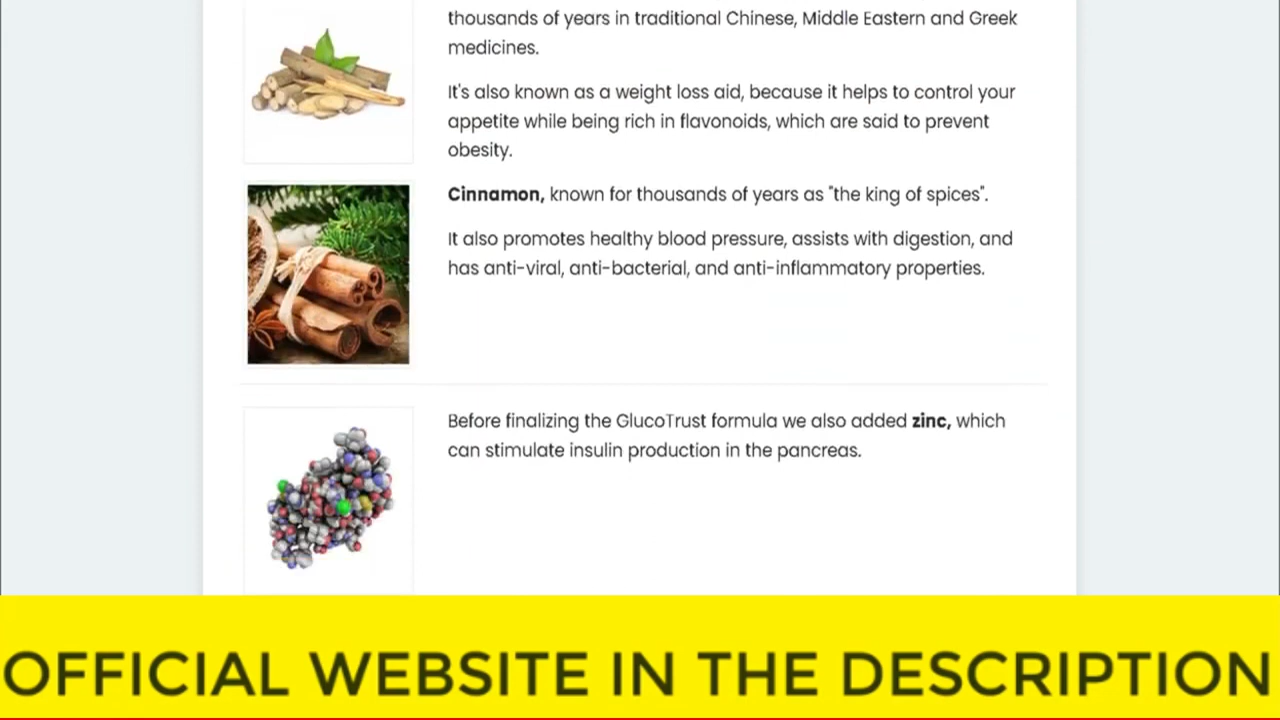 thousands of years in traditional Chinese, Middle Eastern and Greek
medicines.
It's also known as a weight loss aid, because it helps to control your
appetite while being rich in flavonoids, which are said to prevent
obesity.
Cinnamon, known for thousands of years as "the king of spices".
It also promotes healthy blood pressure, assists with digestion, and
has anti-viral, anti-bacterial, and anti-inflammatory properties.
Before finalizing the GlucoTrust formula we also added zinc, which
can stimulate insulin production in the pancreas.
OFFICIAL WEBSITE IN THE DESCRIPTION